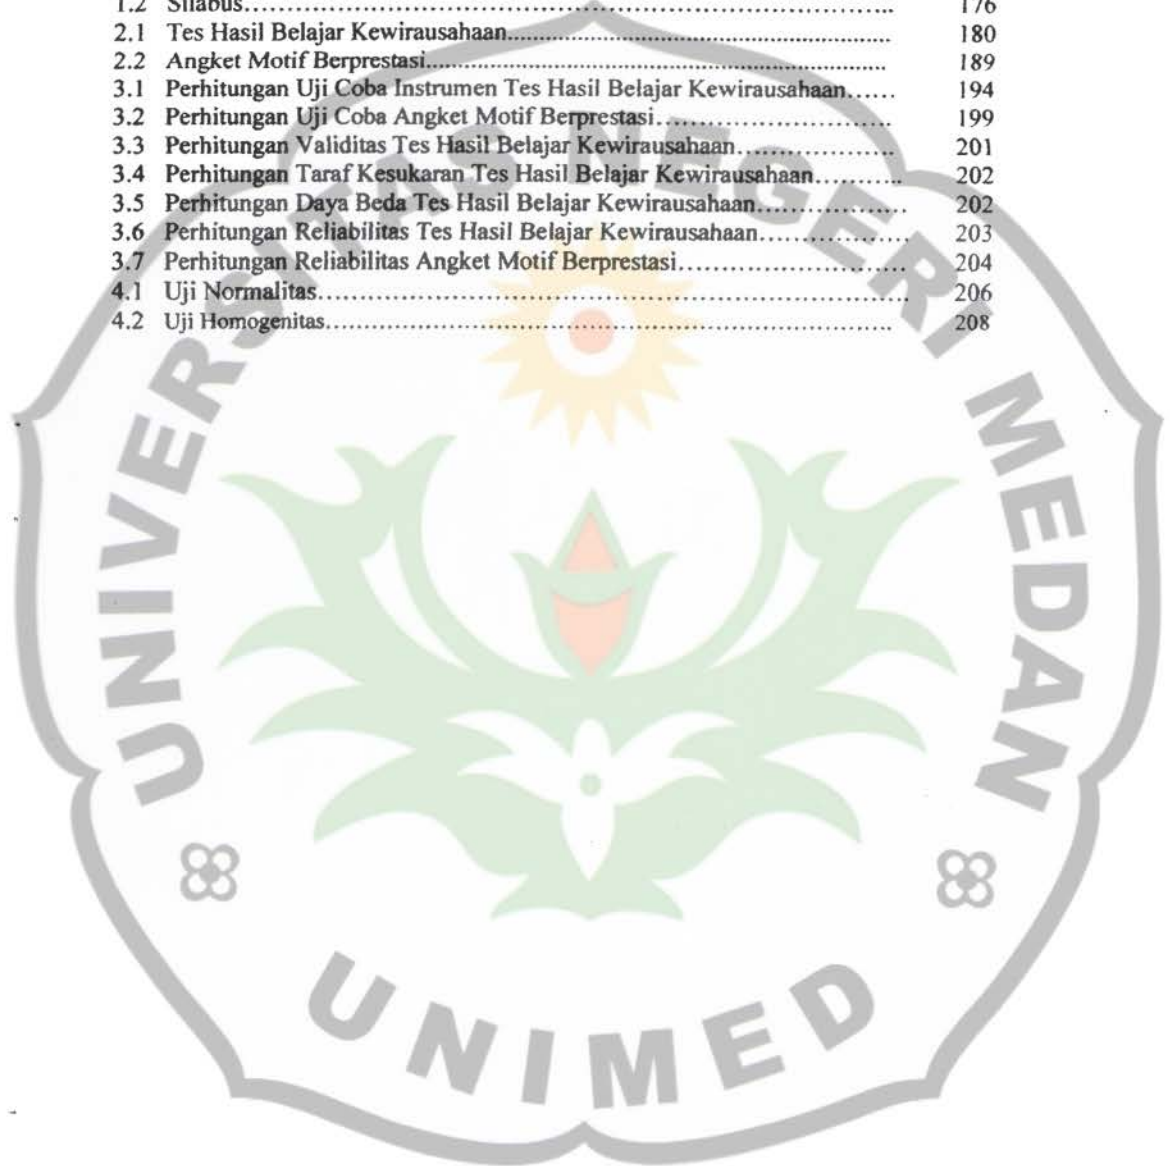 1.2 Silabus................................................................................ 176
2.1 Tes Hasil Belajar Kewirausahaan................................................................ 180
2.2 Angket Motif Berprestasi................................................................ 189
3.1 Perhitungan Uji Coba Instrumen Tes Hasil Belajar Kewirausahaan...... 194
3.2 Perhitungan Uji Coba Angket Motif Berprestasi............................ 199
3.3 Perhitungan Validitas Tes Hasil Belajar Kewirausahaan................... 201
3.4 Perhitungan Taraf Kesukaran Tes Hasil Belajar Kewirausahaan.......... 202
3.5 Perhitungan Daya Beda Tes Hasil Belajar Kewirausahaan................. 202
3.6 Perhitungan Reliabilitas Tes Hasil Belajar Kewirausahaan................. 203
3.7 Perhitungan Reliabilitas Angket Motif Berprestasi.......................... 204
4.1 Uji Normalitas....................................................................... 206
4.2 Uji Homogenitas.................................................................... 208
UNIVERSITAS NEGERI MEDAN
UNIMED